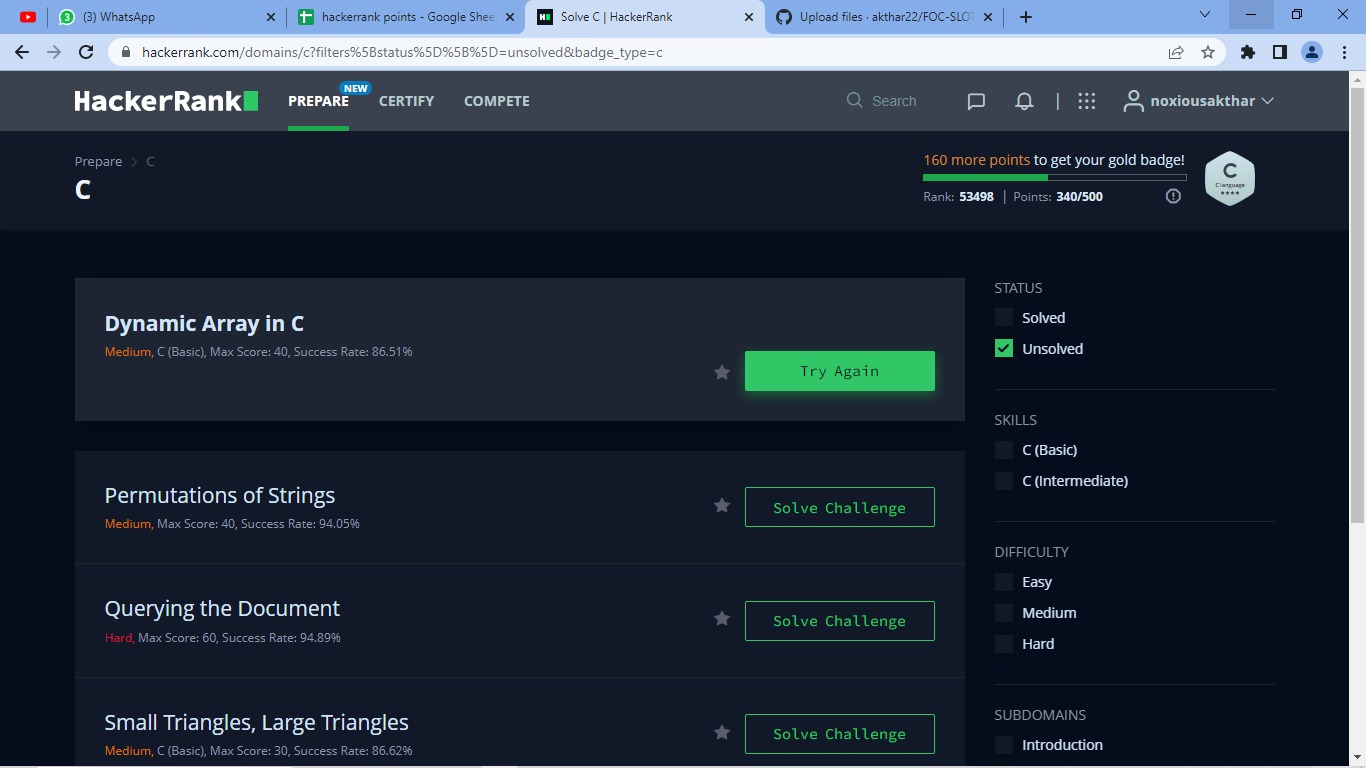 (3) WhatsApp
hackerrank points - Google Shee
Solve C | HackerRank
Upload files · akthar22/FOC-SLOT
hackerrank.com/domains/c?filters%5Bstatus%5D%5B%5D=unsolved&badge_type=c
HackerRank
PREPARE
NEW
CERTIFY
COMPETE
Search
noxiousakthar
Prepare > C
C
160 more points to get your gold badge!
Rank: 53498 | Points: 340/500
C
C language
Dynamic Array in C
Medium, C (Basic), Max Score: 40, Success Rate: 86.51%
Try Again
Permutations of Strings
Medium, Max Score: 40, Success Rate: 94.05%
Solve Challenge
Querying the Document
Hard, Max Score: 60, Success Rate: 94.89%
Solve Challenge
Small Triangles, Large Triangles
Medium, C (Basic), Max Score: 30, Success Rate: 86.62%
Solve Challenge
STATUS
Solved
Unsolved
SKILLS
C (Basic)
C (Intermediate)
DIFFICULTY
Easy
Medium
Hard
SUBDOMAINS
Introduction